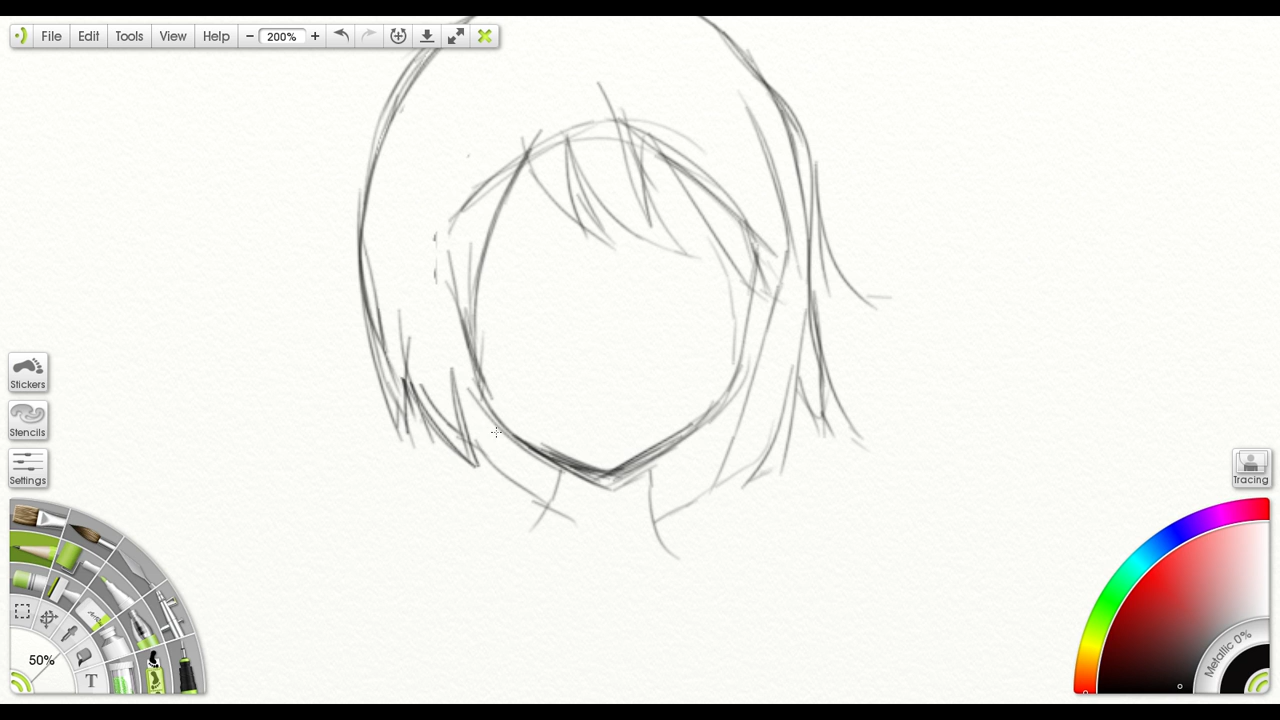 File Edit Tools View Help − 200% +
Stickers
Stencils
Settings
Tracing
50%
T
Metallic 0%